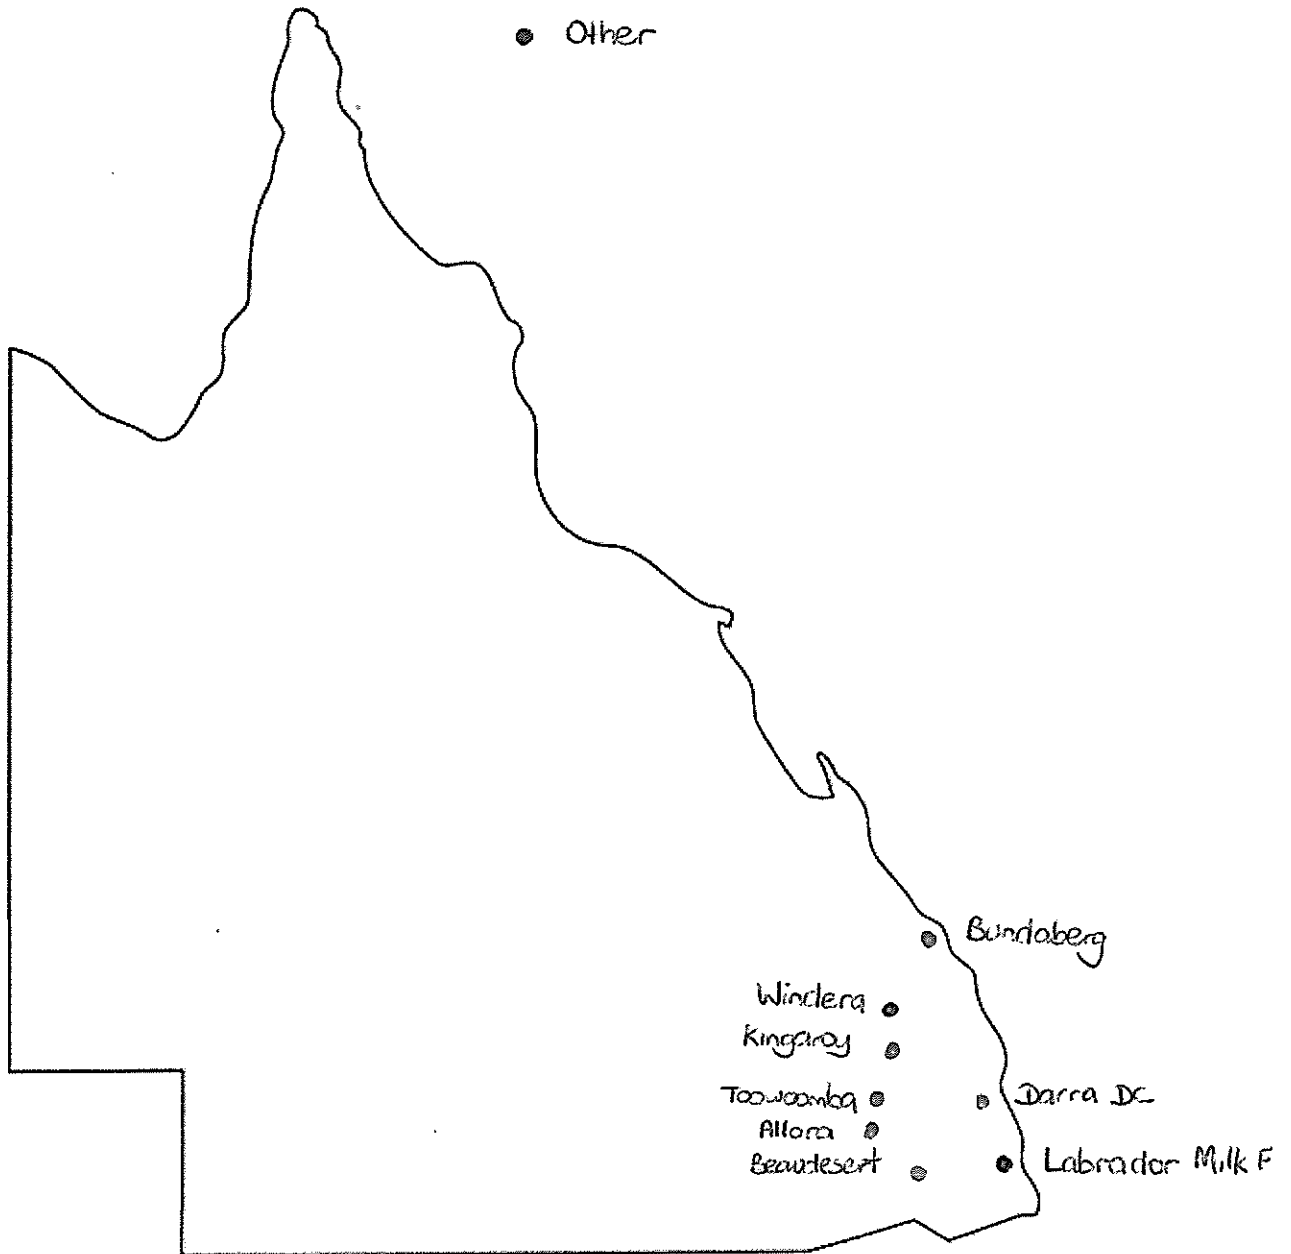 Other
Bundaberg
Windera
Kingaroy
Toowoomba
Darra DC
Allora
Beaudesert
Labrador Milk F